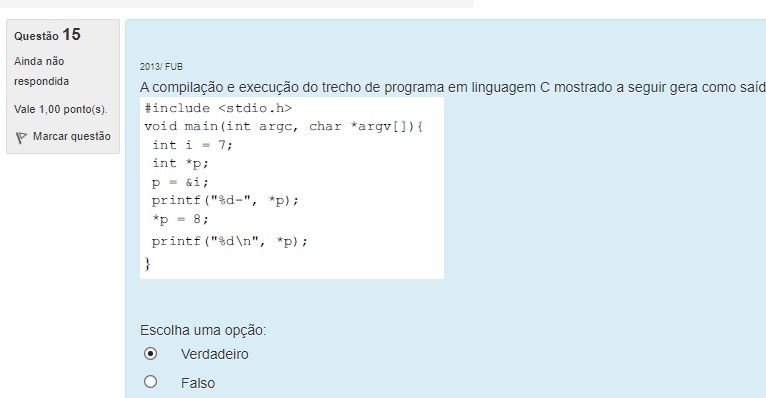 Questão 15
Ainda não
respondida
Vale 1,00 ponto(s).
Marcar questão
2013/ FUB
A compilação e execução do trecho de programa em linguagem C mostrado a seguir gera como saíd
#include <stdio.h>
void main(int argc, char *argv[]){
int i = 7;
int *p;
p = &i;
printf("%d-", *p);
*p = 8;
printf("%d\n", *p);
}
Escolha uma opção:
Verdadeiro
Falso